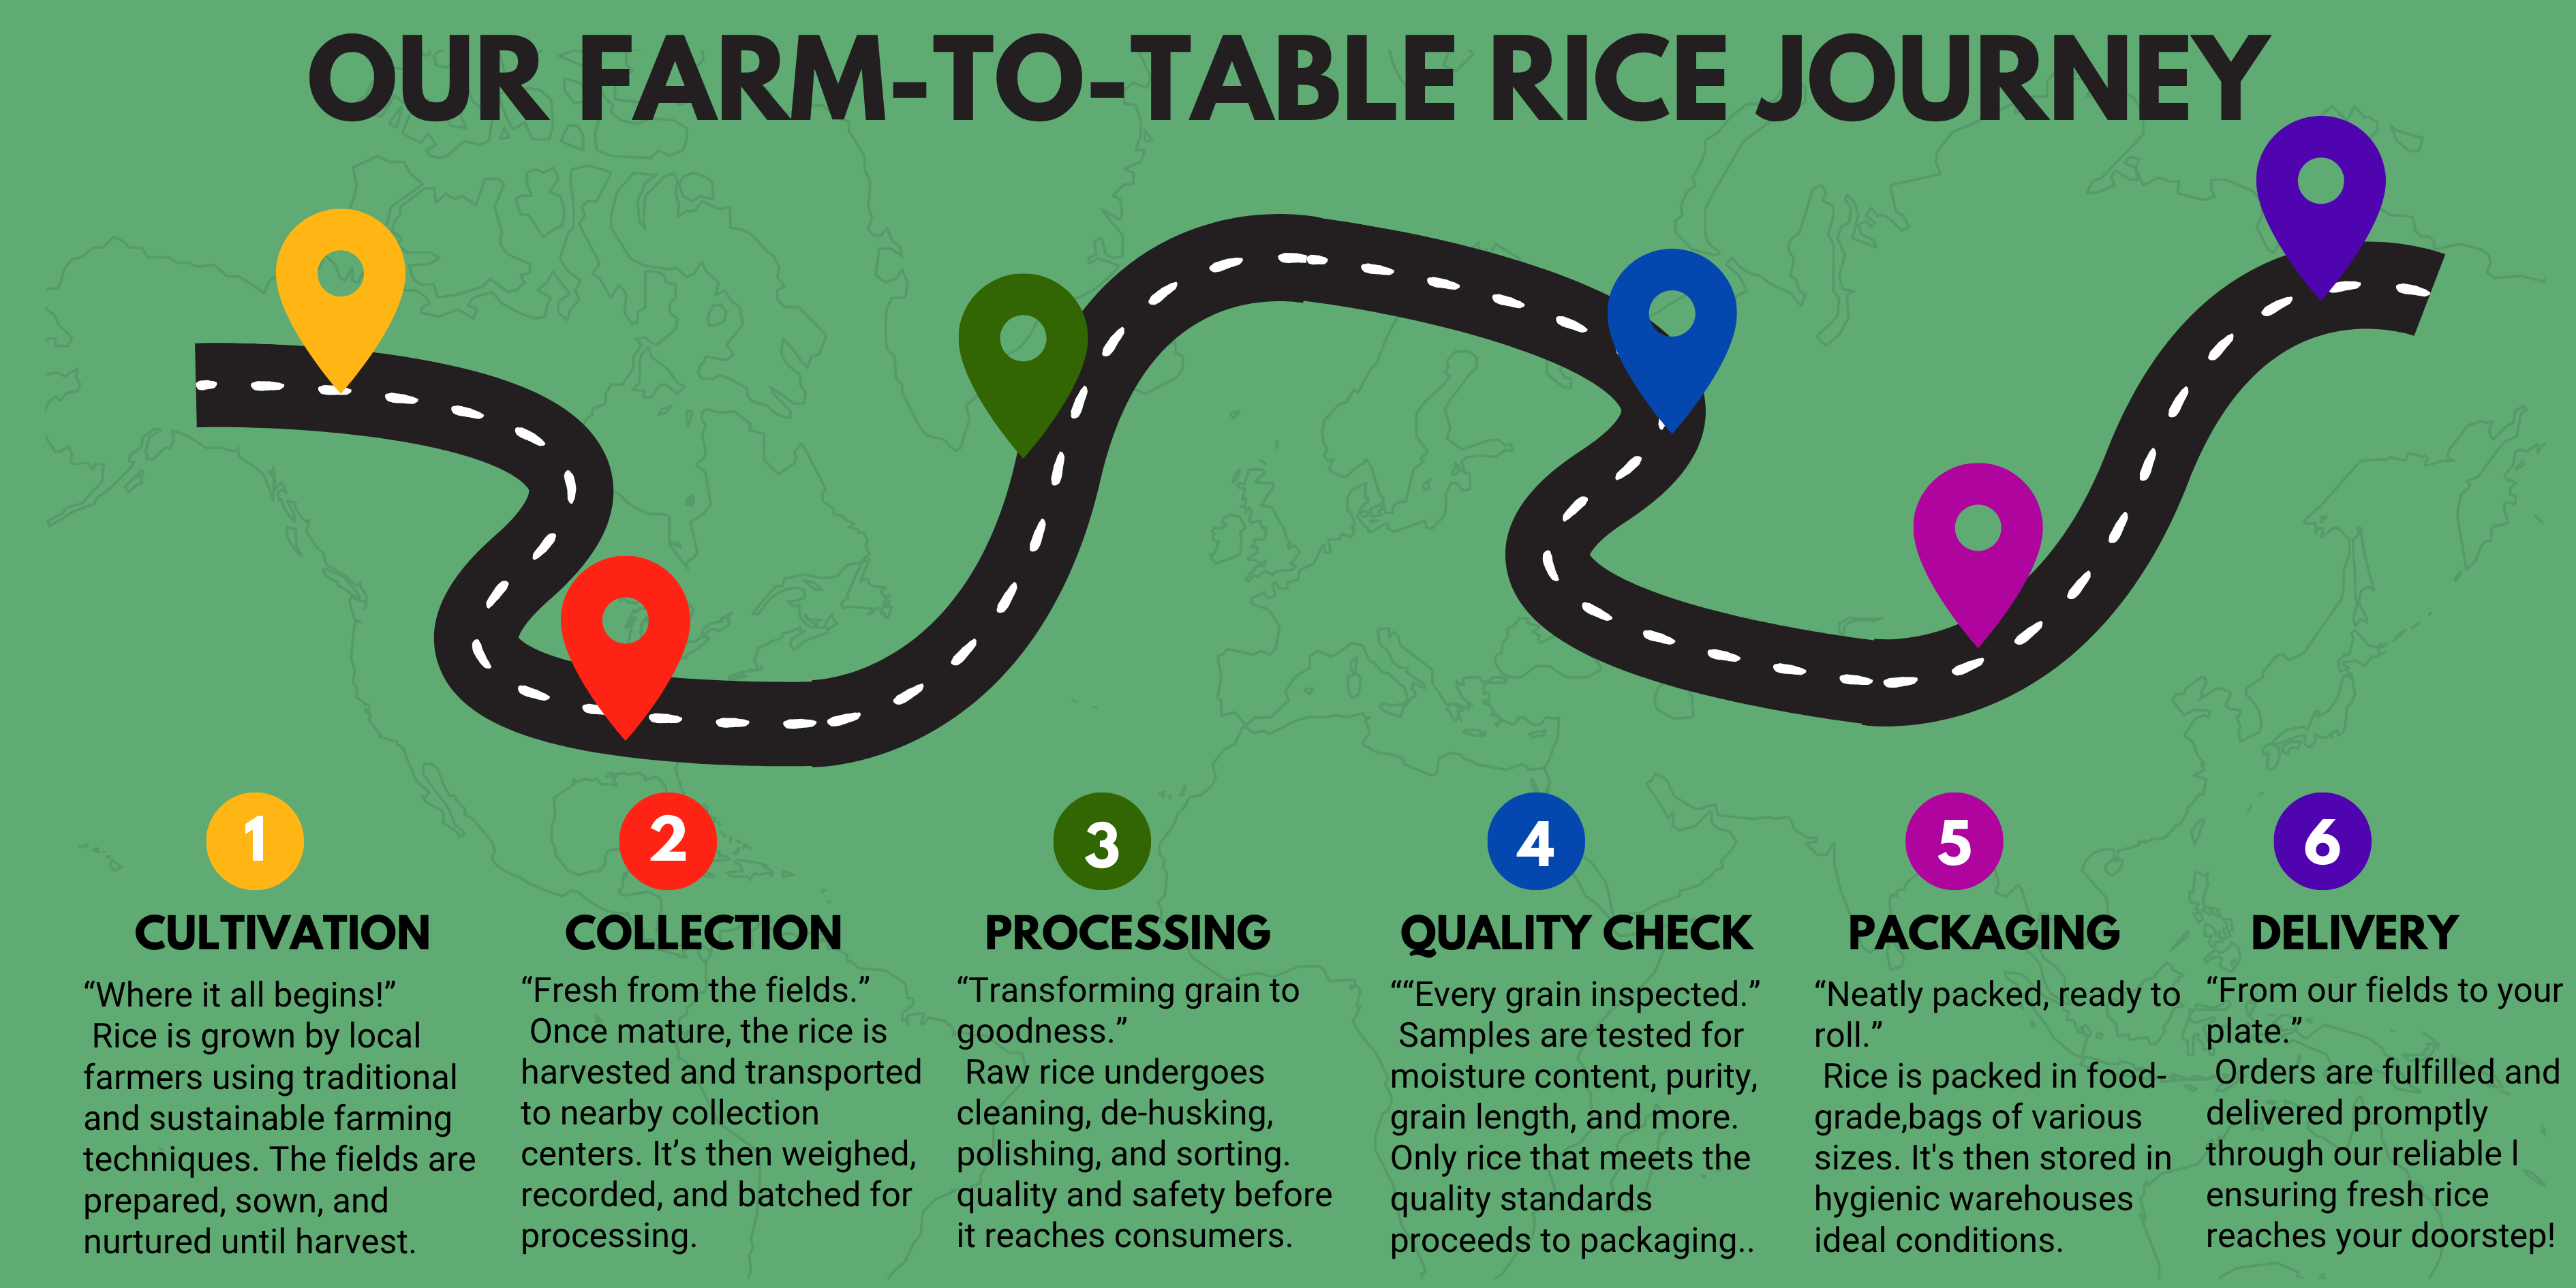 OUR FARM-TO-TABLE RICE JOURNEY
1
CULTIVATION
“Where it all begins!”
Rice is grown by local
farmers using traditional
and sustainable farming
techniques. The fields are
prepared, sown, and
nurtured until harvest.
2
COLLECTION
“Fresh from the fields.”
Once mature, the rice is
harvested and transported
to nearby collection
centers. It’s then weighed,
recorded, and batched for
processing.
3
PROCESSING
“Transforming grain to
goodness.”
Raw rice undergoes
cleaning, de-husking,
polishing, and sorting.
quality and safety before
it reaches consumers.
4
QUALITY CHECK
““Every grain inspected.”
Samples are tested for
moisture content, purity,
grain length, and more.
Only rice that meets the
quality standards
proceeds to packaging..
5
PACKAGING
“Neatly packed, ready to
roll.”
Rice is packed in food-
grade,bags of various
sizes. It's then stored in
hygienic warehouses
ideal conditions.
6
DELIVERY
“From our fields to your
plate.”
Orders are fulfilled and
delivered promptly
through our reliable l
ensuring fresh rice
reaches your doorstep!